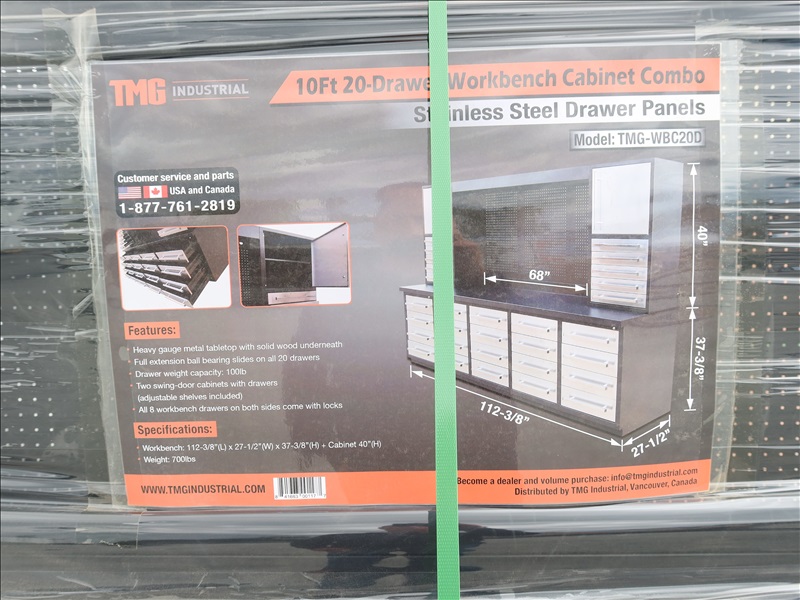 TMG INDUSTRIAL
10Ft 20-Drawe Workbench Cabinet Combo
St inless Steel Drawer Panels
Model: TMG-WBC20D
Customer service and parts
USA and Canada
1-877-761-2819
40"
68"
37-3/8"
112-3/8"
27-1/2"
Features:
· Heavy gauge metal tabletop with solid wood underneath
· Full extension ball bearing slides on all 20 drawers
· Drawer weight capacity: 100lb
· Two swing-door cabinets with drawers
(adjustable shelves included)
· All 8 workbench drawers on both sides come with locks
Specifications:
· Workbench: 112-3/8"(L) x 27-1/2"(W) x 37-3/8"(H) + Cabinet 40"(H)
· Weight: 700lbs
WWW.TMGINDUSTRIAL.COM
Become a dealer and volume purchase: info@tmgindustrial.com
Distributed by TMG Industrial, Vancouver, Canada